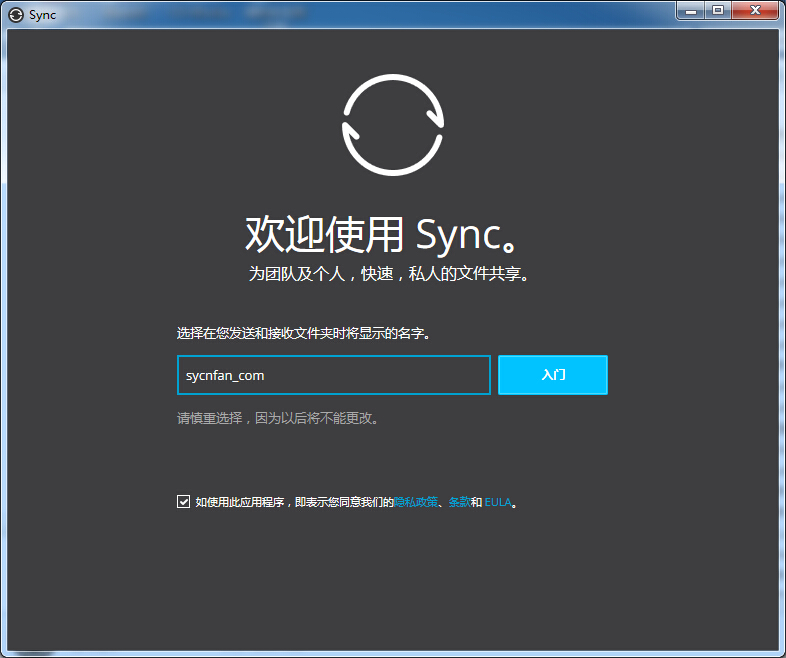 Sync
欢迎使用 Sync。
为团队及个人，快速，私人的文件共享。
选择在您发送和接收文件夹时将显示的名字。
sycnfan_com
入门
请慎重选择，因为以后将不能更改。
如使用此应用程序，即表示您同意我们的隐私政策、条款和 EULA。